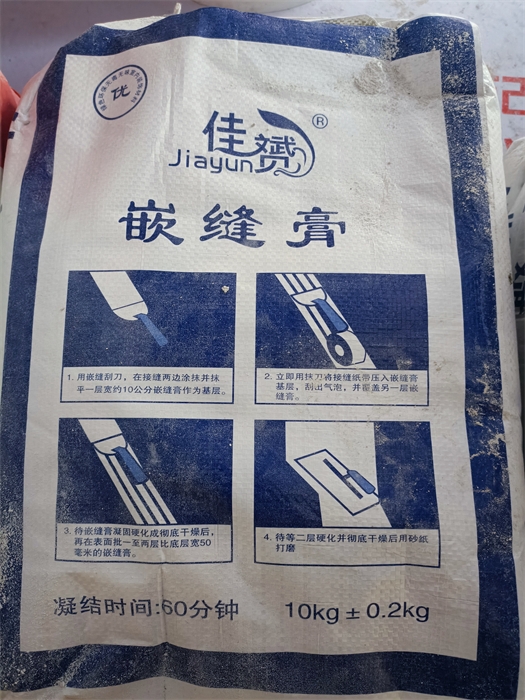 优
佳赟®
Jiayun
嵌缝膏
1. 用嵌缝刮刀，在接缝两边涂抹并抹
平一层宽约10公分嵌缝膏作为基层。
2. 立即用抹刀将接缝纸带压入嵌缝膏
基层，刮出气泡，并覆盖另一层嵌
缝膏。
3. 待嵌缝膏凝固硬化成彻底干燥后，
再在表面批一至两层比底层宽50
毫米的嵌缝膏。
4. 待等二层硬化并彻底干燥后用砂纸
打磨
凝结时间:60分钟
10kg ± 0.2kg